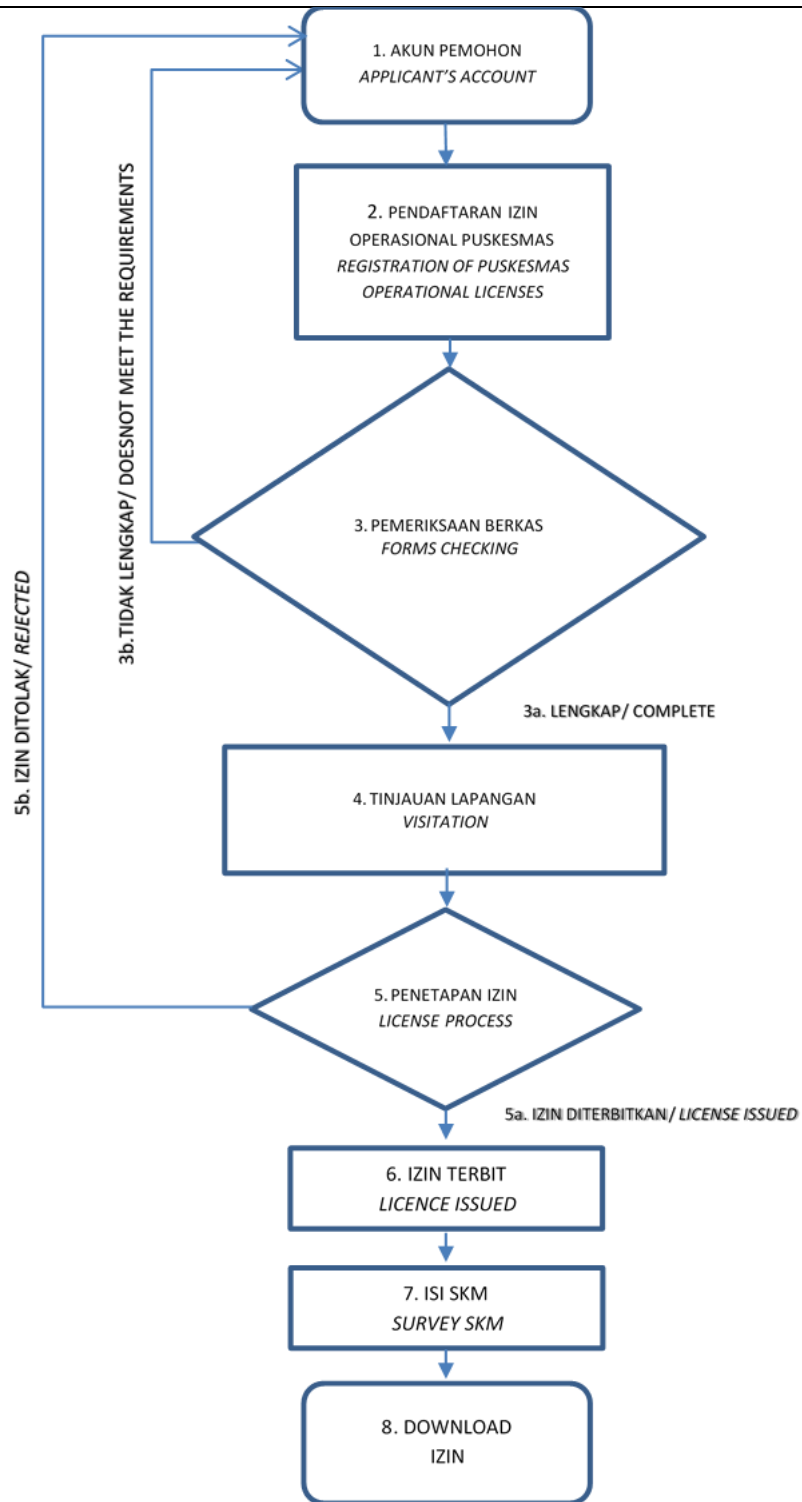 1. AKUN PEMOHON
APPLICANT'S ACCOUNT
2. PENDAFTARAN IZIN
OPERASIONAL PUSKESMAS
REGISTRATION OF PUSKESMAS
OPERATIONAL LICENSES
3b.TIDAK LENGKAP/ DOESNOT MEET THE REQUIREMENTS
3. PEMERIKSAAN BERKAS
FORMS CHECKING
5b. IZIN DITOLAK/ REJECTED
3a. LENGKAP/ COMPLETE
4. TINJAUAN LAPANGAN
VISITATION
5. PENETAPAN IZIN
LICENSE PROCESS
5a. IZIN DITERBITKAN/ LICENSE ISSUED
6. IZIN TERBIT
LICENCE ISSUED
7. ISI SKM
SURVEY SKM
8. DOWNLOAD
IZIN